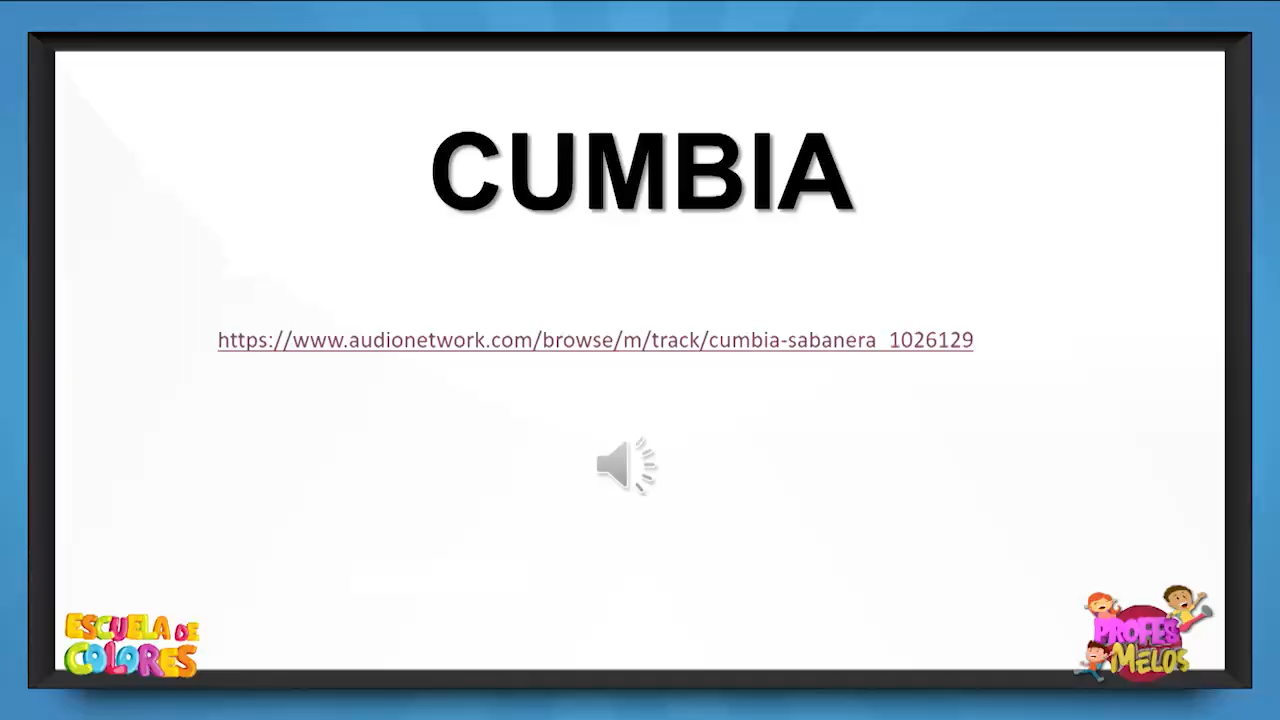 CUMBIA
https://www.audionetwork.com/browse/m/track/cumbia-sabanera_1026129
ESCUELA DE
COLORES
PROFES
MELOS